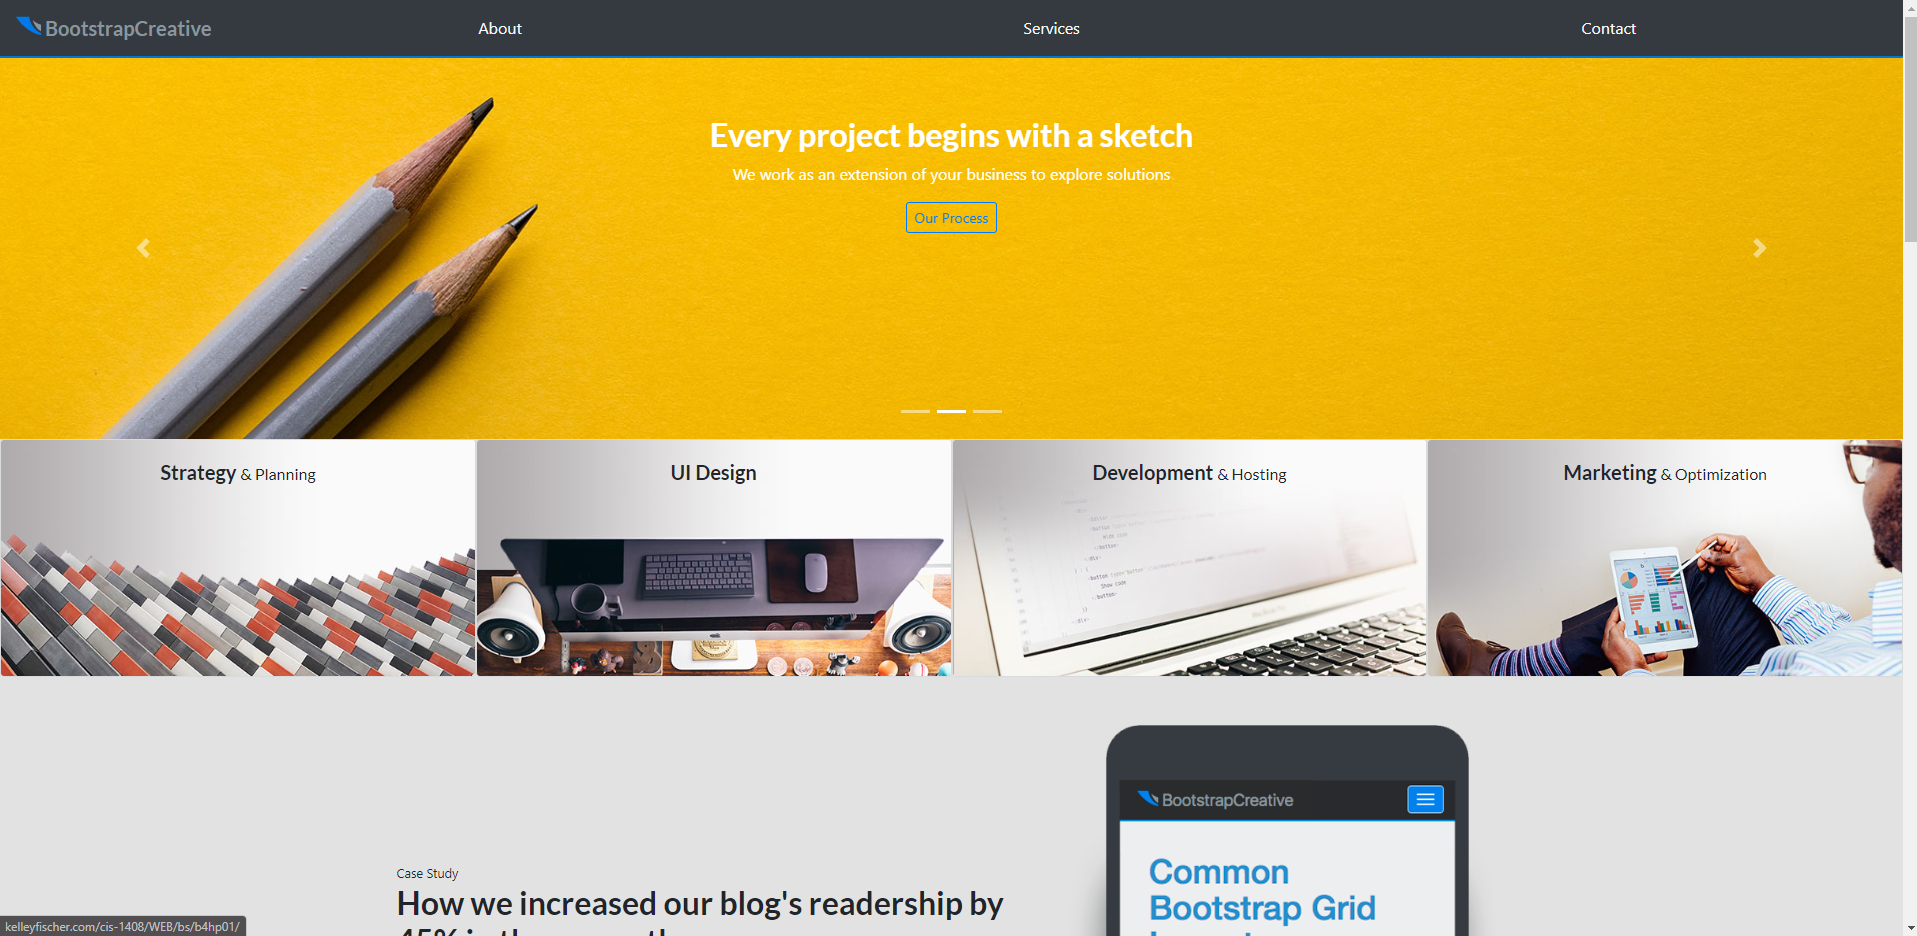 BootstrapCreative
About
Services
Contact
Every project begins with a sketch
We work as an extension of your business to explore solutions.
Our Process
Strategy & Planning
UI Design
Development & Hosting
Marketing & Optimization
Case Study
How we increased our blog's readership by
BootstrapCreative
Common
Bootstrap Grid
kelleyfischer.com/cis-1408/WEB/bs/b4hp01/